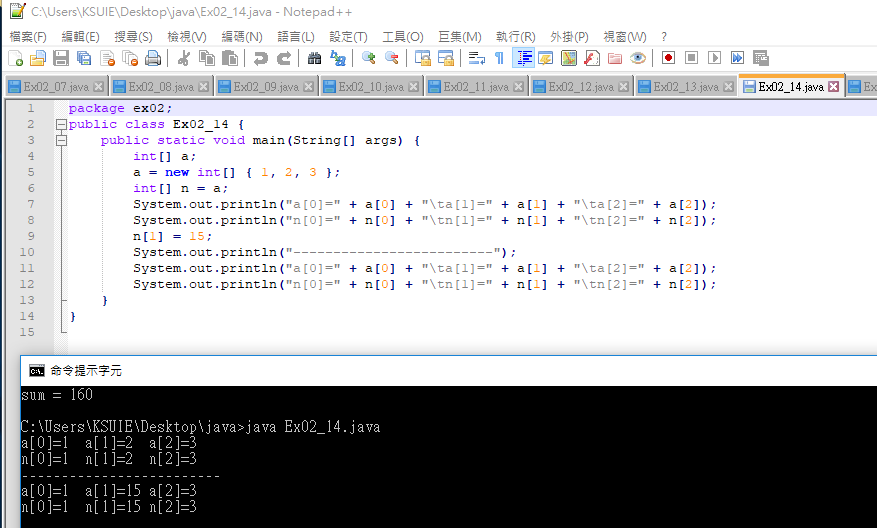 C:\Users\KSUIE\Desktop\java\Ex02_14.java - Notepad++
檔案(F) 編輯(E) 搜尋(S) 檢視(V) 編碼(N) 語言(L) 設定(T) 工具(O) 巨集(M) 執行(R) 外掛(P) 視窗(W) ?
Ex02_07.java Ex02_08.java Ex02_09.java Ex02_10.java Ex02_11.java Ex02_12.java Ex02_13.java Ex02_14.java Ex
1 package ex02;
2 public class Ex02_14 {
3 public static void main(String[] args) {
4 int[] a;
5 a = new int[] { 1, 2, 3 };
6 int[] n = a;
7 System.out.println("a[0]=" + a[0] + "\ta[1]=" + a[1] + "\ta[2]=" + a[2]);
8 System.out.println("n[0]=" + n[0] + "\tn[1]=" + n[1] + "\tn[2]=" + n[2]);
9 n[1] = 15;
10 System.out.println("-------------------------");
11 System.out.println("a[0]=" + a[0] + "\ta[1]=" + a[1] + "\ta[2]=" + a[2]);
12 System.out.println("n[0]=" + n[0] + "\tn[1]=" + n[1] + "\tn[2]=" + n[2]);
13 }
14 }
15
命令提示字元
sum = 160
C:\Users\KSUIE\Desktop\java>java Ex02_14.java
a[0]=1 a[1]=2 a[2]=3
n[0]=1 n[1]=2 n[2]=3
-------------------------
a[0]=1 a[1]=15 a[2]=3
n[0]=1 n[1]=15 n[2]=3